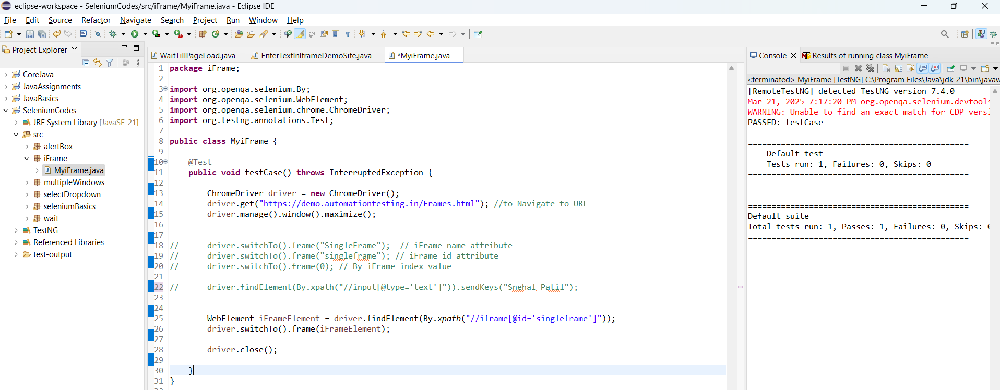 eclipse-workspace - SeleniumCodes/src/iFrame/MyiFrame.java - Eclipse IDE
File Edit Source Refactor Navigate Search Project Run Window Help
Project Explorer
CoreJava
JavaAssignments
JavaBasics
SeleniumCodes
JRE System Library [JavaSE-21]
src
alertBox
iFrame
MyiFrame.java
multipleWindows
selectDropdown
seleniumBasics
wait
TestNG
Referenced Libraries
test-output
WaitTillPageLoad.java EnterTextInIframeDemoSite.java *MyiFrame.java
1 package iFrame;
2
3 import org.openqa.selenium.By;
4 import org.openqa.selenium.WebElement;
5 import org.openqa.selenium.chrome.ChromeDriver;
6 import org.testng.annotations.Test;
7
8 public class MyiFrame {
9
10 @Test
11 public void testCase() throws InterruptedException {
12
13 ChromeDriver driver = new ChromeDriver();
14 driver.get("https://demo.automationtesting.in/Frames.html"); //to Navigate to URL
15 driver.manage().window().maximize();
16
17
18 // driver.switchTo().frame("SingleFrame"); // iFrame name attribute
19 // driver.switchTo().frame("singleframe"); // iFrame id attribute
20 // driver.switchTo().frame(0); // By iFrame index value
21
22 // driver.findElement(By.xpath("//input[@type='text']")).sendKeys("Snehal Patil");
23
24
25 WebElement iFrameElement = driver.findElement(By.xpath("//iframe[@id='singleframe']"));
26 driver.switchTo().frame(iFrameElement);
27
28 driver.close();
29
30 }
31 }
Console Results of running class MyiFrame
<terminated> MyiFrame [TestNG] C:\Program Files\Java\jdk-21\bin\javaw
[RemoteTestNG] detected TestNG version 7.4.0
Mar 21, 2025 7:17:20 PM org.openqa.selenium.devtools
WARNING: Unable to find an exact match for CDP versi
PASSED: testCase
===============================================
Default test
Tests run: 1, Failures: 0, Skips: 0
===============================================
===============================================
Default suite
Total tests run: 1, Passes: 1, Failures: 0, Skips: 0
===============================================